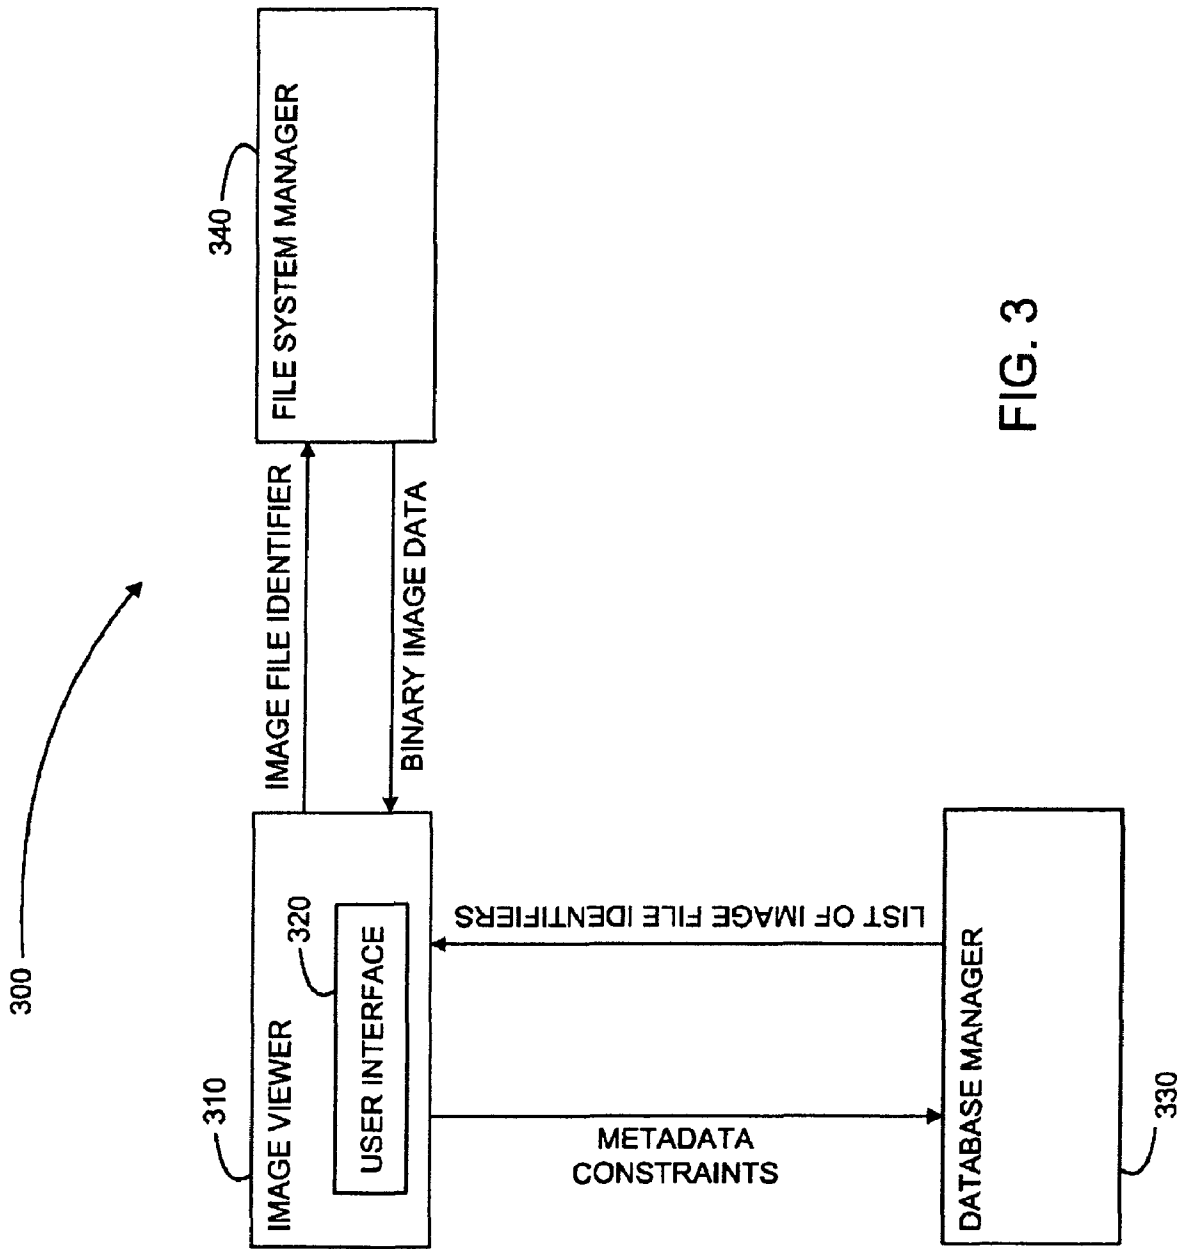 300
310
IMAGE VIEWER
320
USER INTERFACE
IMAGE FILE IDENTIFIER
BINARY IMAGE DATA
340
FILE SYSTEM MANAGER
METADATA
CONSTRAINTS
LIST OF IMAGE FILE IDENTIFIERS
DATABASE MANAGER
330
FIG. 3